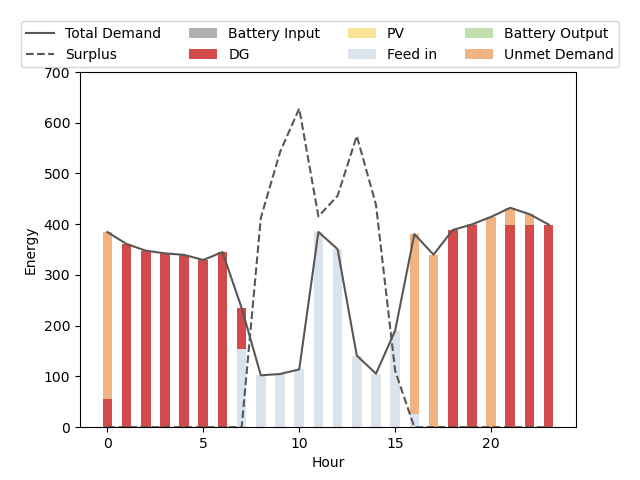 Total Demand Battery Input PV Battery Output
Surplus DG Feed in Unmet Demand
700
600
500
400
300
200
100
0
Energy
0 5 10 15 20
Hour